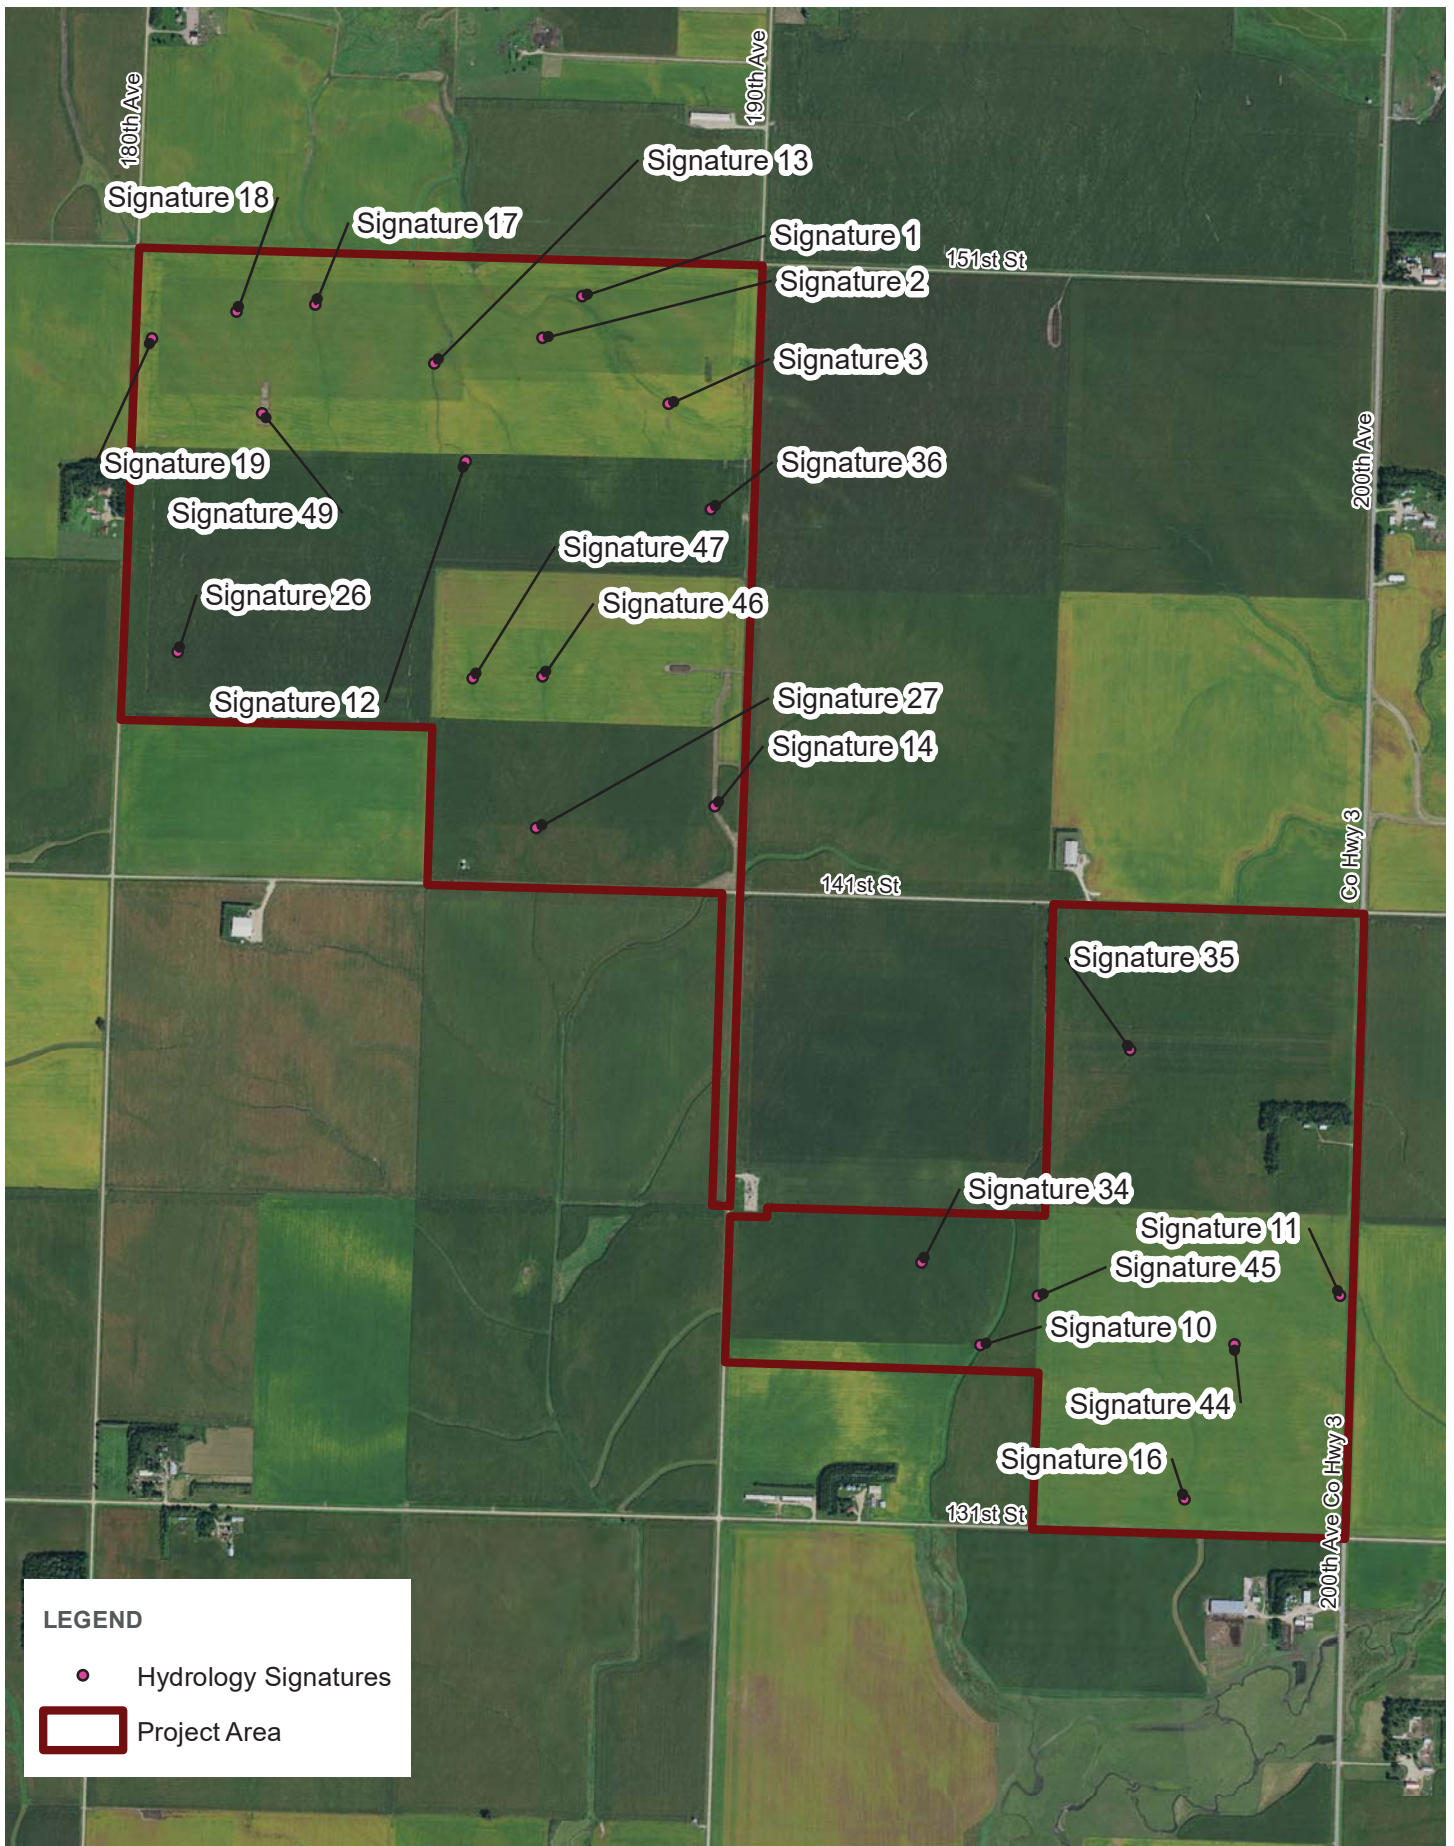 180th Ave
190th Ave
Signature 13
Signature 18
Signature 17
Signature 1
151st St
Signature 2
Signature 3
Signature 19
Signature 36
200th Ave
Signature 49
Signature 47
Signature 26
Signature 46
Signature 12
Signature 27
Signature 14
Co Hwy 3
141st St
Signature 35
Signature 34
Signature 11
Signature 45
Signature 10
Signature 44
Signature 16
131st St
200th Ave Co Hwy 3
LEGEND
Hydrology Signatures
Project Area